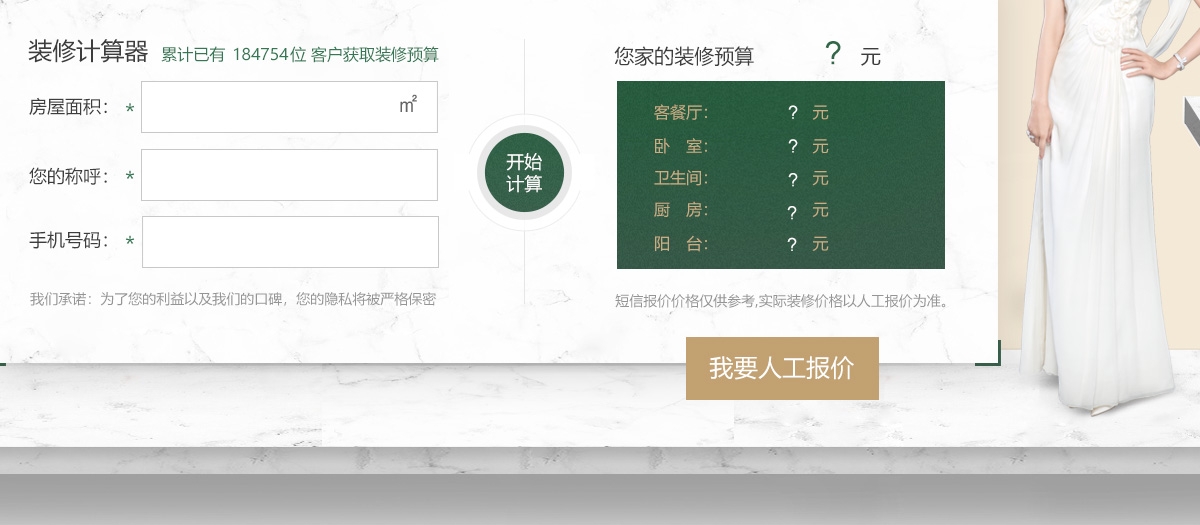 装修计算器 累计已有 184754位 客户获取装修预算
房屋面积： * ㎡
您的称呼： *
手机号码： *
我们承诺：为了您的利益以及我们的口碑，您的隐私将被严格保密
开始
计算
您家的装修预算 ? 元
客餐厅： ? 元
卧 室： ? 元
卫生间： ? 元
厨 房： ? 元
阳 台： ? 元
短信报价价格仅供参考,实际装修价格以人工报价为准。
我要人工报价